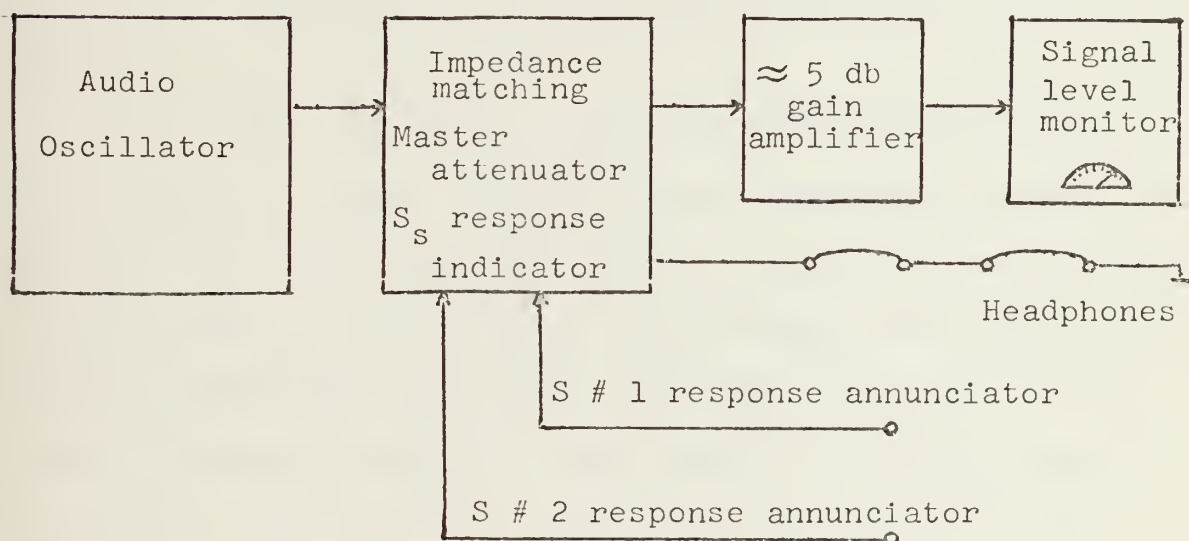 Audio
Oscillator
Impedance
matching
Master
attenuator
S_S response
indicator
≈ 5 db
gain
amplifier
Signal
level
monitor
Headphones
S # 1 response annunciator
S # 2 response annunciator